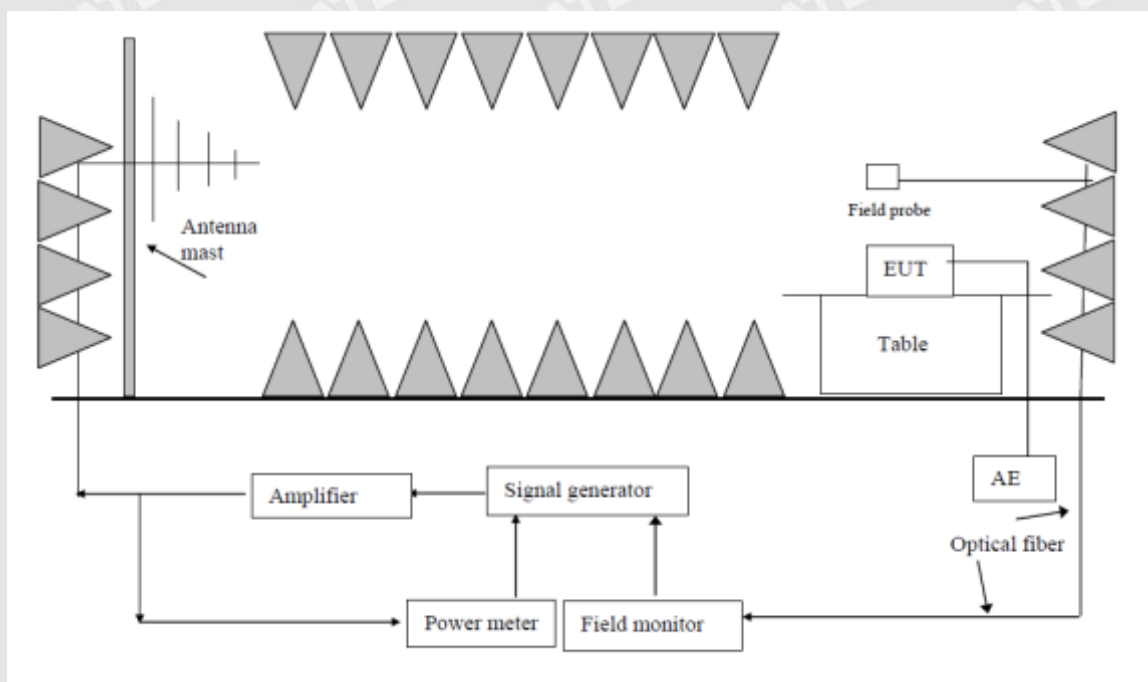 Antenna
mast
Field probe
EUT
Table
Amplifier
Signal generator
AE
Optical fiber
Power meter
Field monitor